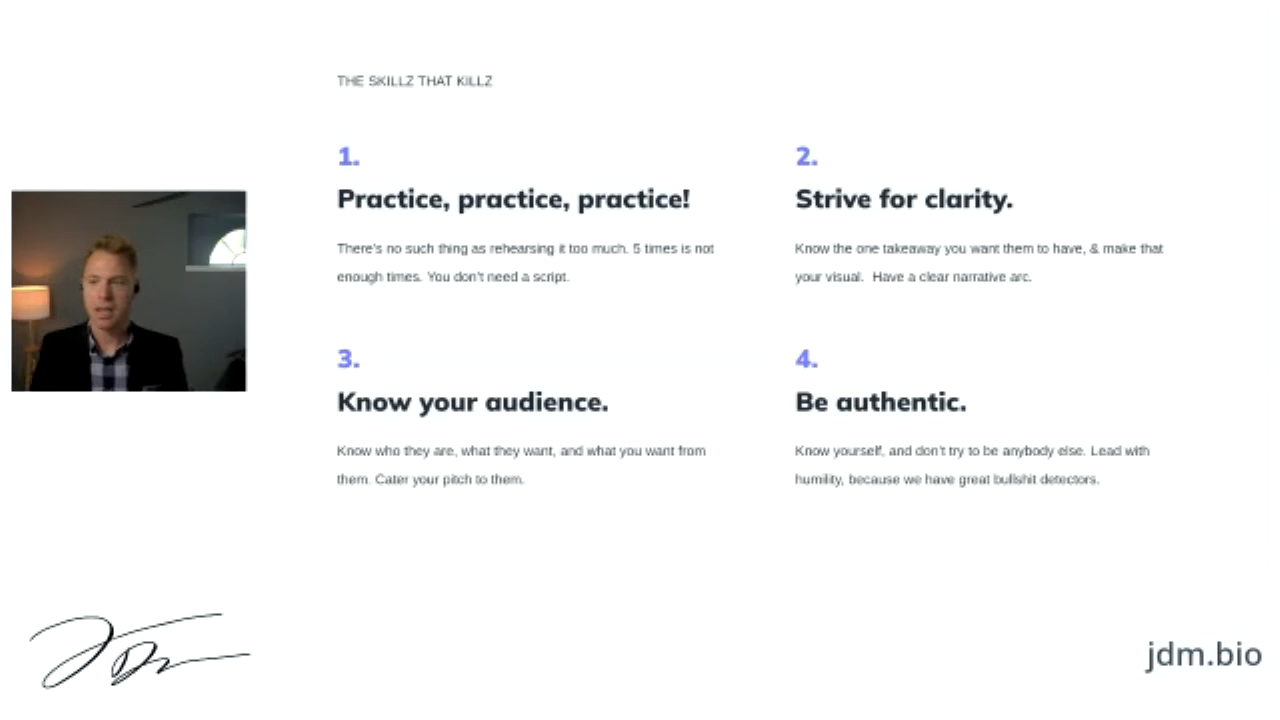 THE SKILLZ THAT KILLZ
1.
Practice, practice, practice!
There's no such thing as rehearsing it too much. 5 times is not
enough times. You don't need a script.
2.
Strive for clarity.
Know the one takeaway you want them to have, & make that
your visual.  Have a clear narrative arc.
3.
Know your audience.
Know who they are, what they want, and what you want from
them. Cater your pitch to them.
4.
Be authentic.
Know yourself, and don't try to be anybody else. Lead with
humility, because we have great bullshit detectors.
jdm.bio